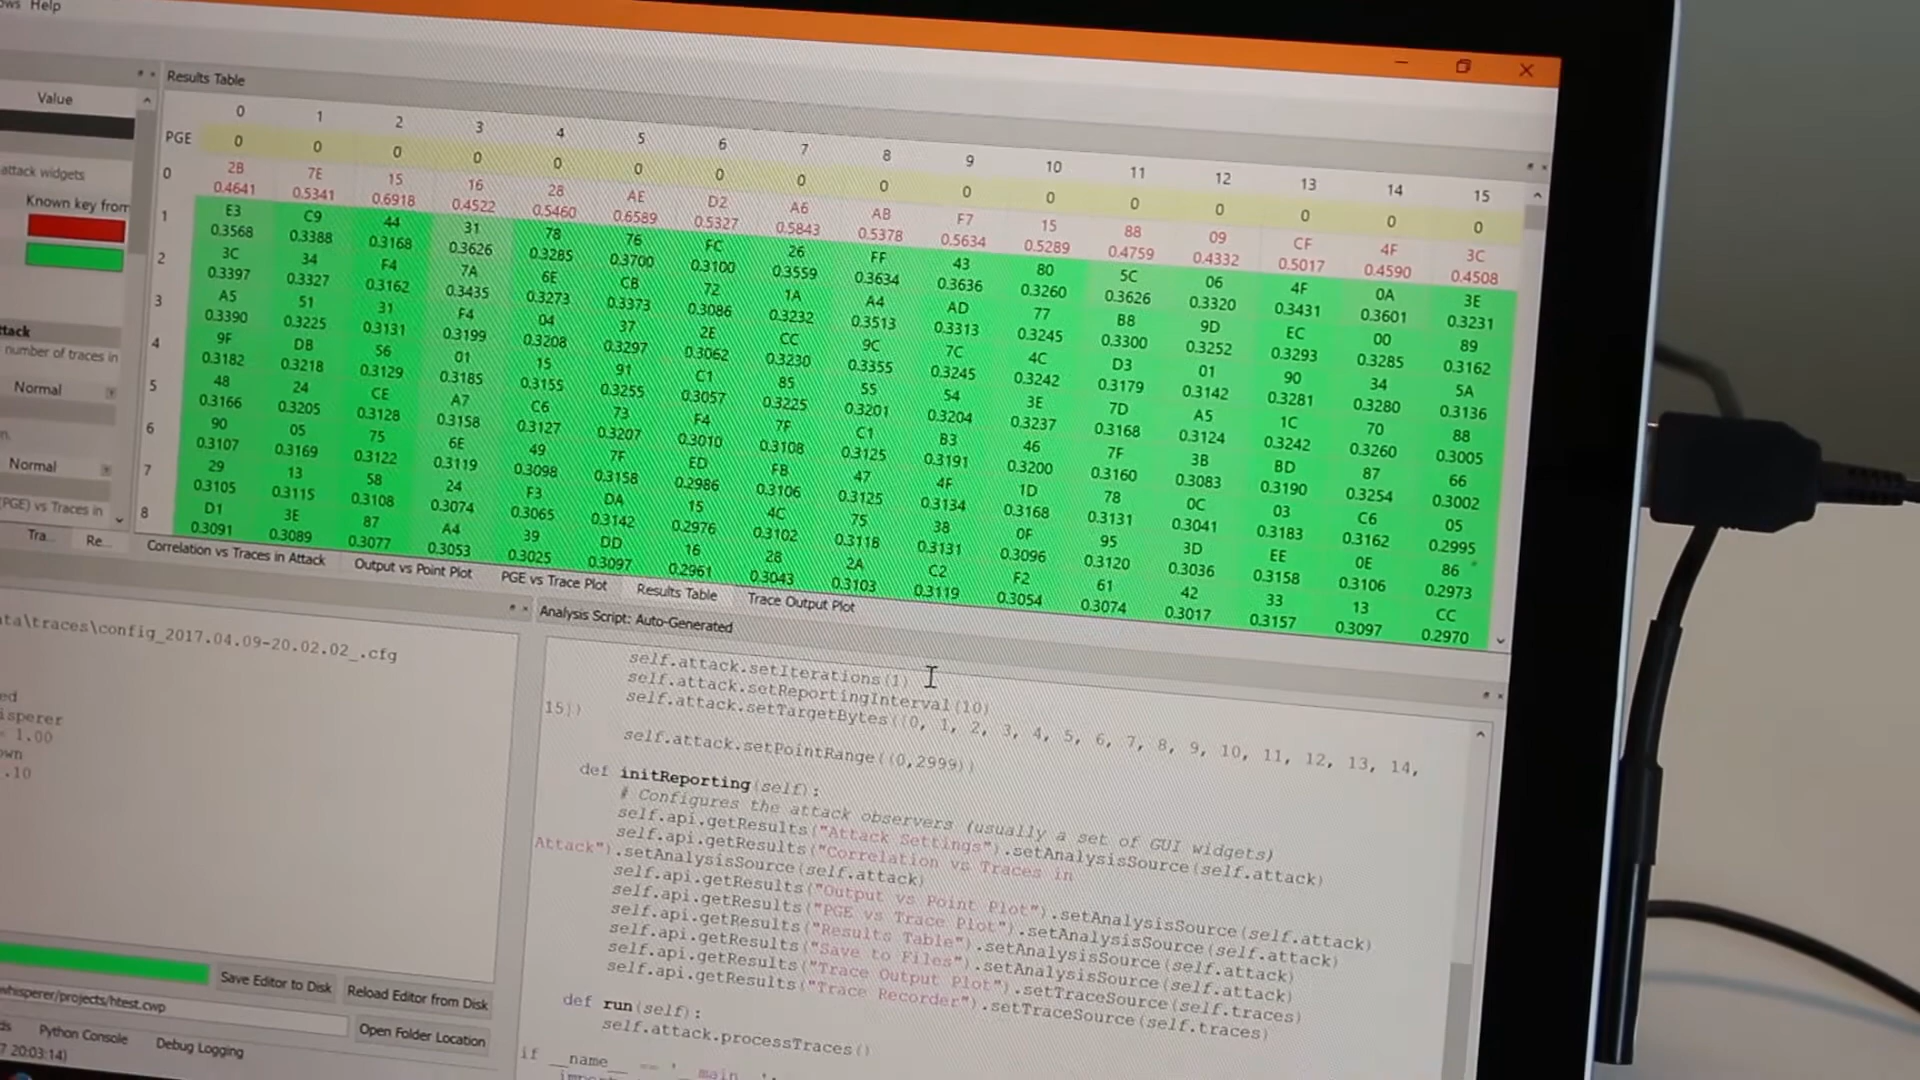 ows Help
Results Table
Value
0 1 2 3 4 5 6 7 8 9 10 11 12 13 14 15
PGE 0 0 0 0 0 0 0 0 0 0 0 0 0 0 0 0
0 2B 7E 15 16 28 AE D2 A6 AB F7 15 88 09 CF 4F 3C
0.4641 0.5341 0.6918 0.4522 0.5460 0.6589 0.5327 0.5843 0.5378 0.5634 0.5289 0.4759 0.4332 0.5017 0.4590 0.4508
1 E3 C9 44 31 78 76 FC 26 FF 43 80 5C 06 4F 0A 3E
0.3568 0.3388 0.3168 0.3626 0.3285 0.3700 0.3100 0.3559 0.3634 0.3636 0.3260 0.3626 0.3320 0.3431 0.3601 0.3231
2 3C 34 F4 7A 6E CB 72 1A A4 AD 77 B8 9D EC 00 89
0.3397 0.3327 0.3162 0.3435 0.3273 0.3373 0.3086 0.3232 0.3513 0.3313 0.3245 0.3300 0.3252 0.3293 0.3285 0.3162
3 A5 51 31 F4 04 37 2E CC 9C 7C 4C D3 01 90 34 5A
0.3390 0.3225 0.3131 0.3199 0.3208 0.3297 0.3062 0.3230 0.3355 0.3245 0.3242 0.3179 0.3142 0.3281 0.3280 0.3136
4 9F DB 56 01 15 91 C1 85 55 54 3E 7D A5 1C 70 88
0.3182 0.3218 0.3129 0.3185 0.3155 0.3255 0.3057 0.3225 0.3201 0.3204 0.3237 0.3168 0.3124 0.3242 0.3260 0.3005
5 48 24 CE A7 C6 73 F4 7F C1 B3 46 7F 3B BD 87 66
0.3166 0.3205 0.3128 0.3158 0.3127 0.3207 0.3010 0.3108 0.3125 0.3191 0.3200 0.3160 0.3083 0.3190 0.3254 0.3002
6 90 05 75 6E 49 7F ED FB 47 4F 1D 78 0C 03 C6 05
0.3107 0.3169 0.3122 0.3119 0.3098 0.3158 0.2986 0.3106 0.3125 0.3134 0.3168 0.3131 0.3041 0.3183 0.3162 0.2995
7 29 13 58 24 F3 DA 15 4C 75 38 0F 95 3D EE 0E 86
0.3105 0.3115 0.3108 0.3074 0.3065 0.3142 0.2976 0.3102 0.3118 0.3131 0.3096 0.3120 0.3036 0.3158 0.3106 0.2973
8 D1 3E 87 A4 39 DD 16 28 2A C2 F2 61 42 33 13 CC
0.3091 0.3089 0.3077 0.3053 0.3025 0.3097 0.2961 0.3043 0.3103 0.3119 0.3054 0.3074 0.3017 0.3157 0.3097 0.2970
attack widgets
Known key from
ttack
number of traces in
Normal
n.
Normal
(PGE) vs Traces in
Tra... Re...
Correlation vs Traces in Attack Output vs Point Plot PGE vs Trace Plot Results Table Trace Output Plot
ata\traces\config_2017.04.09-20.02.02_.cfg
ed
isperer
= 1.00
own
.10
Save Editor to Disk Reload Editor from Disk
whisperer/projects/htest.cwp
Open Folder Location
ds Python Console Debug Logging
7 20:03:14)
Analysis Script: Auto-Generated
self.attack.setIterations(1)
self.attack.setReportingInterval(10)
self.attack.setTargetBytes((0, 1, 2, 3, 4, 5, 6, 7, 8, 9, 10, 11, 12, 13, 14,
15))
self.attack.setPointRange((0,2999))
def initReporting(self):
# Configures the attack observers (usually a set of GUI widgets)
self.api.getResults("Attack Settings").setAnalysisSource(self.attack)
self.api.getResults("Correlation vs Traces in
Attack").setAnalysisSource(self.attack)
self.api.getResults("Output vs Point Plot").setAnalysisSource(self.attack)
self.api.getResults("PGE vs Trace Plot").setAnalysisSource(self.attack)
self.api.getResults("Results Table").setAnalysisSource(self.attack)
self.api.getResults("Save to Files").setAnalysisSource(self.attack)
self.api.getResults("Trace Output Plot").setTraceSource(self.traces)
self.api.getResults("Trace Recorder").setTraceSource(self.traces)
def run(self):
self.attack.processTraces()
if __name__ == '__main__':